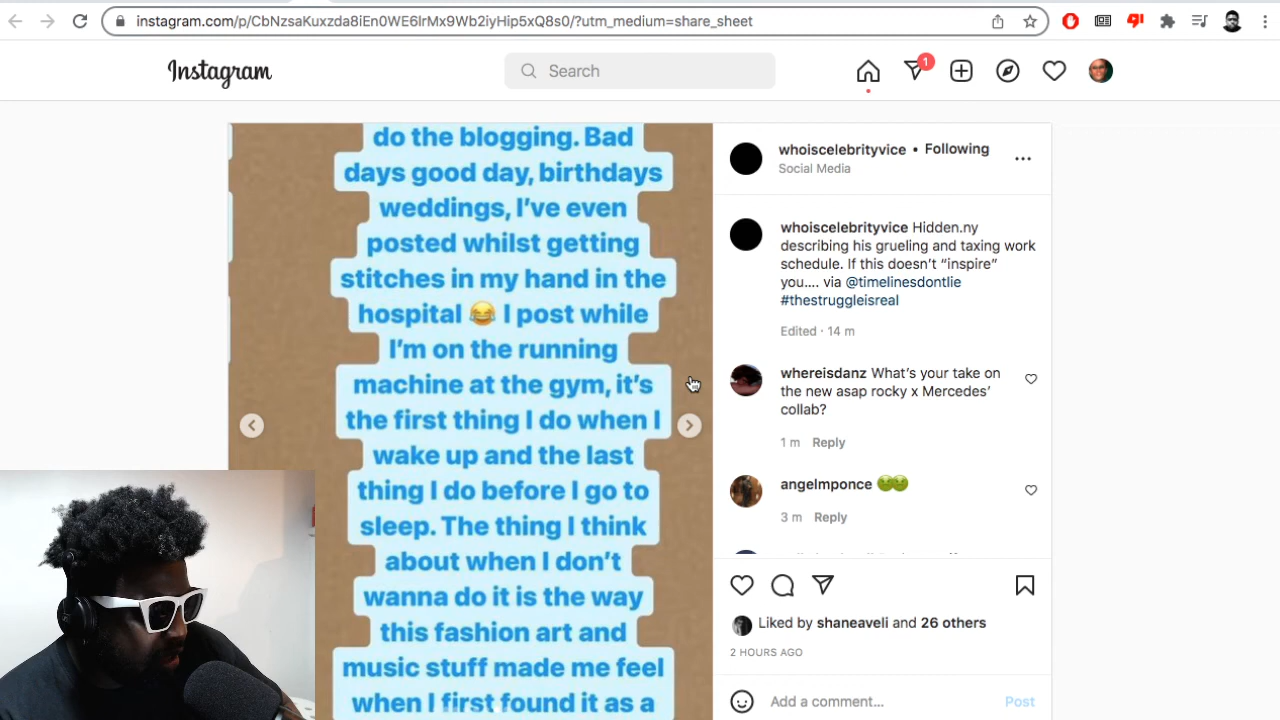 instagram.com/p/CbNzsaKuxzda8iEn0WE6lrMx9Wb2iyHip5xQ8s0/?utm_medium=share_sheet
Instagram
Search
1
do the blogging. Bad
days good day, birthdays
weddings, I've even
posted whilst getting
stitches in my hand in the
hospital 😂 I post while
I'm on the running
machine at the gym, it's
the first thing I do when I
wake up and the last
thing I do before I go to
sleep. The thing I think
about when I don't
wanna do it is the way
this fashion art and
music stuff made me feel
when I first found it as a
whoiscelebrityvice • Following
Social Media
whoiscelebrityvice Hidden.ny
describing his grueling and taxing work
schedule. If this doesn't “inspire”
you.... via @timelinesdontlie
#thestruggleisreal
Edited · 14 m
whereisdanz What's your take on
the new asap rocky x Mercedes'
collab?
1 m Reply
angelmponce 🤢🤢
3 m Reply
Liked by shaneaveli and 26 others
2 HOURS AGO
Add a comment...
Post